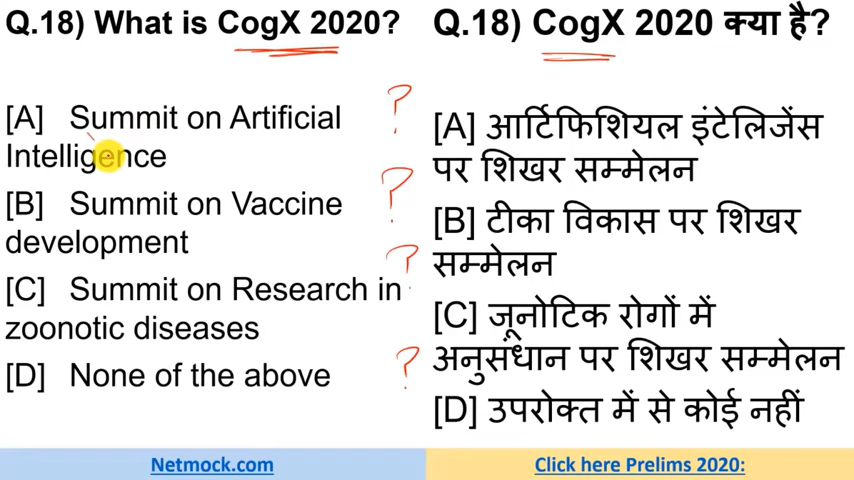 Q.18) What is CogX 2020?
[A] Summit on Artificial
Intelligence
[B] Summit on Vaccine
development
[C] Summit on Research in
zoonotic diseases
[D] None of the above
?
?
?
?
Q.18) CogX 2020 क्या है?
[A] आर्टिफिशियल इंटेलिजेंस
पर शिखर सम्मेलन
[B] टीका विकास पर शिखर
सम्मेलन
[C] जूनोटिक रोगों में
अनुसंधान पर शिखर सम्मेलन
[D] उपरोक्त में से कोई नहीं
Netmock.com
Click here Prelims 2020: